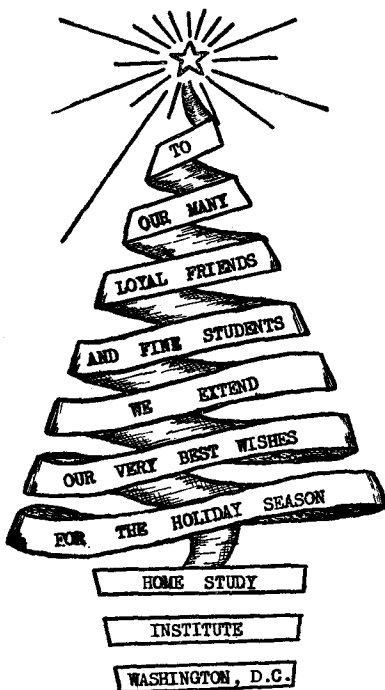 TO
OUR MANY
LOYAL FRIENDS
AND FINE STUDENTS
WE EXTEND
OUR VERY BEST WISHES
FOR THE HOLIDAY SEASON
HOME STUDY
INSTITUTE
WASHINGTON, D.C.